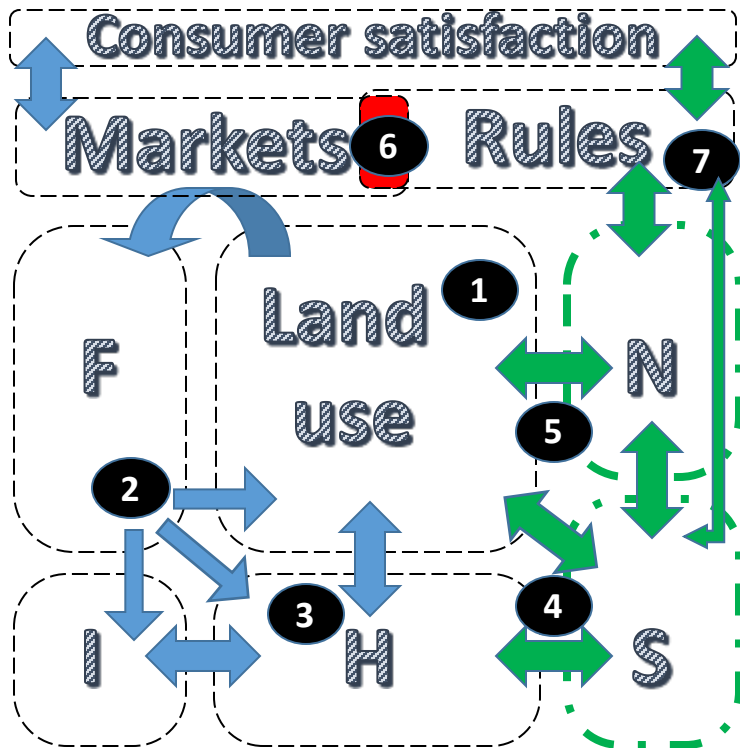 Consumer satisfaction
Markets
6
Rules
7
1
Land
use
F
N
5
2
3
4
I
H
S